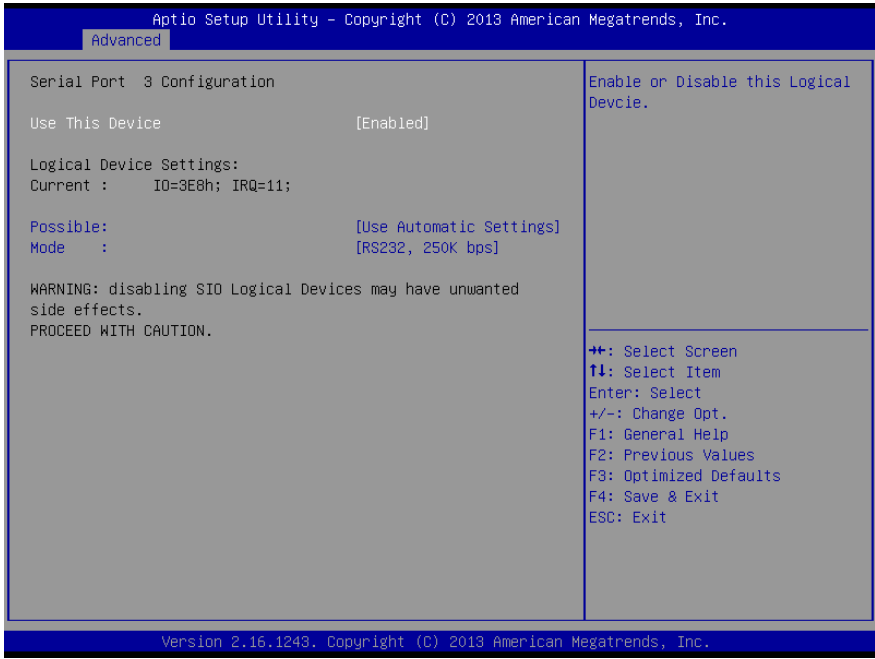 Aptio Setup Utility – Copyright (C) 2013 American Megatrends, Inc.
Advanced
Serial Port  3 Configuration
Use This Device [Enabled]
Logical Device Settings:
Current : IO=3E8h; IRQ=11;
Possible: [Use Automatic Settings]
Mode : [RS232, 250K bps]
WARNING: disabling SIO Logical Devices may have unwanted
side effects.
PROCEED WITH CAUTION.
Enable or Disable this Logical
Devcie.
→←: Select Screen
↑↓: Select Item
Enter: Select
+/-: Change Opt.
F1: General Help
F2: Previous Values
F3: Optimized Defaults
F4: Save & Exit
ESC: Exit
Version 2.16.1243. Copyright (C) 2013 American Megatrends, Inc.